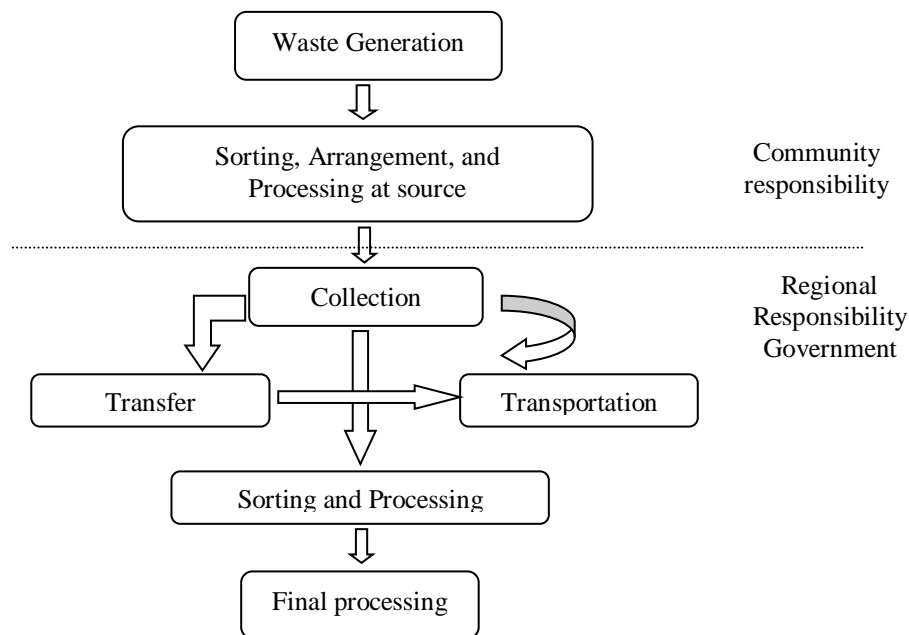 Waste Generation
Sorting, Arrangement, and
Processing at source
Community
responsibility
Collection
Regional
Responsibility
Government
Transfer
Transportation
Sorting and Processing
Final processing